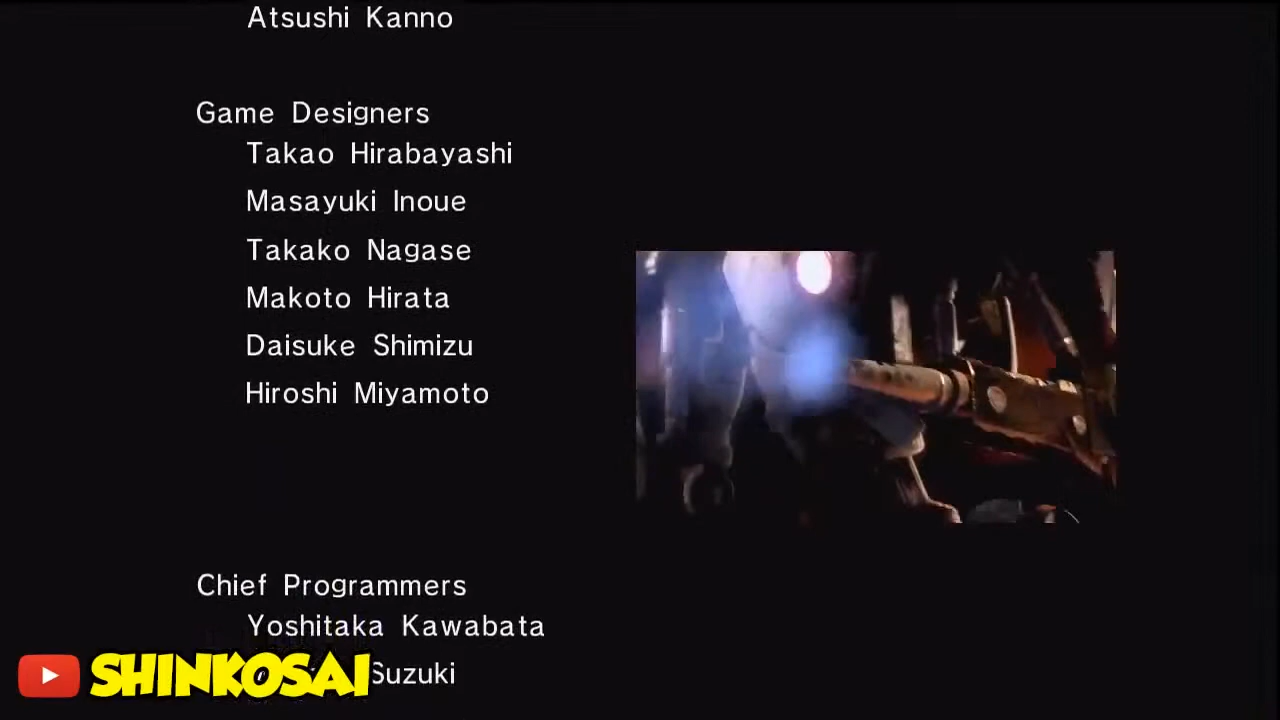 Atsushi Kanno
Game Designers
Takao Hirabayashi
Masayuki Inoue
Takako Nagase
Makoto Hirata
Daisuke Shimizu
Hiroshi Miyamoto
Chief Programmers
Yoshitaka Kawabata
Suzuki
SHINKOSAI